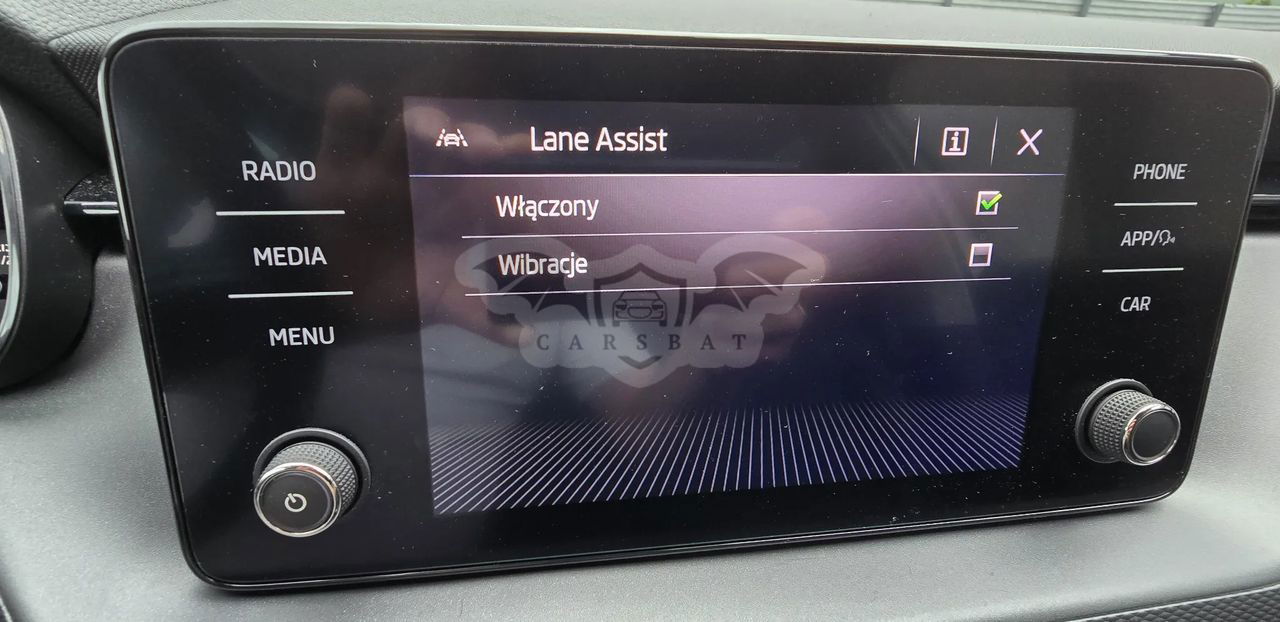 Lane Assist
RADIO
MEDIA
MENU
Włączony
Wibracje
CARSBAT
PHONE
APP/
CAR